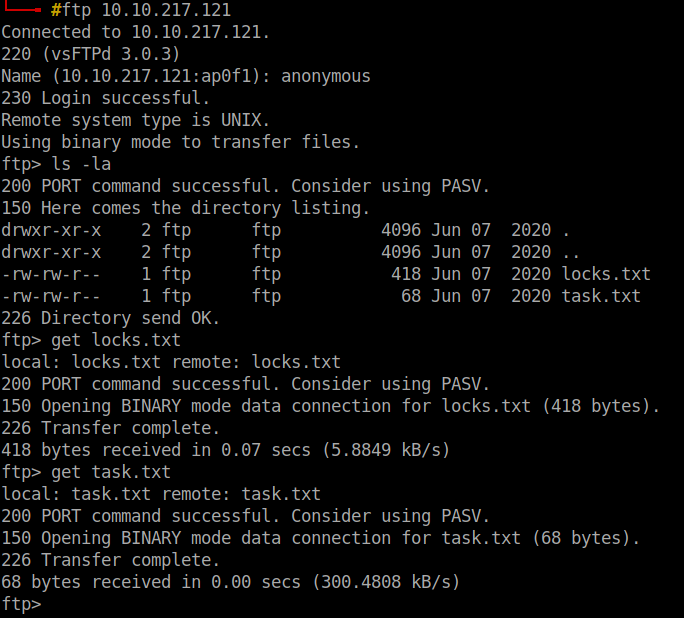 #ftp 10.10.217.121
Connected to 10.10.217.121.
220 (vsFTPd 3.0.3)
Name (10.10.217.121:ap0f1): anonymous
230 Login successful.
Remote system type is UNIX.
Using binary mode to transfer files.
ftp> ls -la
200 PORT command successful. Consider using PASV.
150 Here comes the directory listing.
drwxr-xr-x    2 ftp      ftp          4096 Jun 07  2020 .
drwxr-xr-x    2 ftp      ftp          4096 Jun 07  2020 ..
-rw-rw-r--    1 ftp      ftp           418 Jun 07  2020 locks.txt
-rw-rw-r--    1 ftp      ftp            68 Jun 07  2020 task.txt
226 Directory send OK.
ftp> get locks.txt
local: locks.txt remote: locks.txt
200 PORT command successful. Consider using PASV.
150 Opening BINARY mode data connection for locks.txt (418 bytes).
226 Transfer complete.
418 bytes received in 0.07 secs (5.8849 kB/s)
ftp> get task.txt
local: task.txt remote: task.txt
200 PORT command successful. Consider using PASV.
150 Opening BINARY mode data connection for task.txt (68 bytes).
226 Transfer complete.
68 bytes received in 0.00 secs (300.4808 kB/s)
ftp>